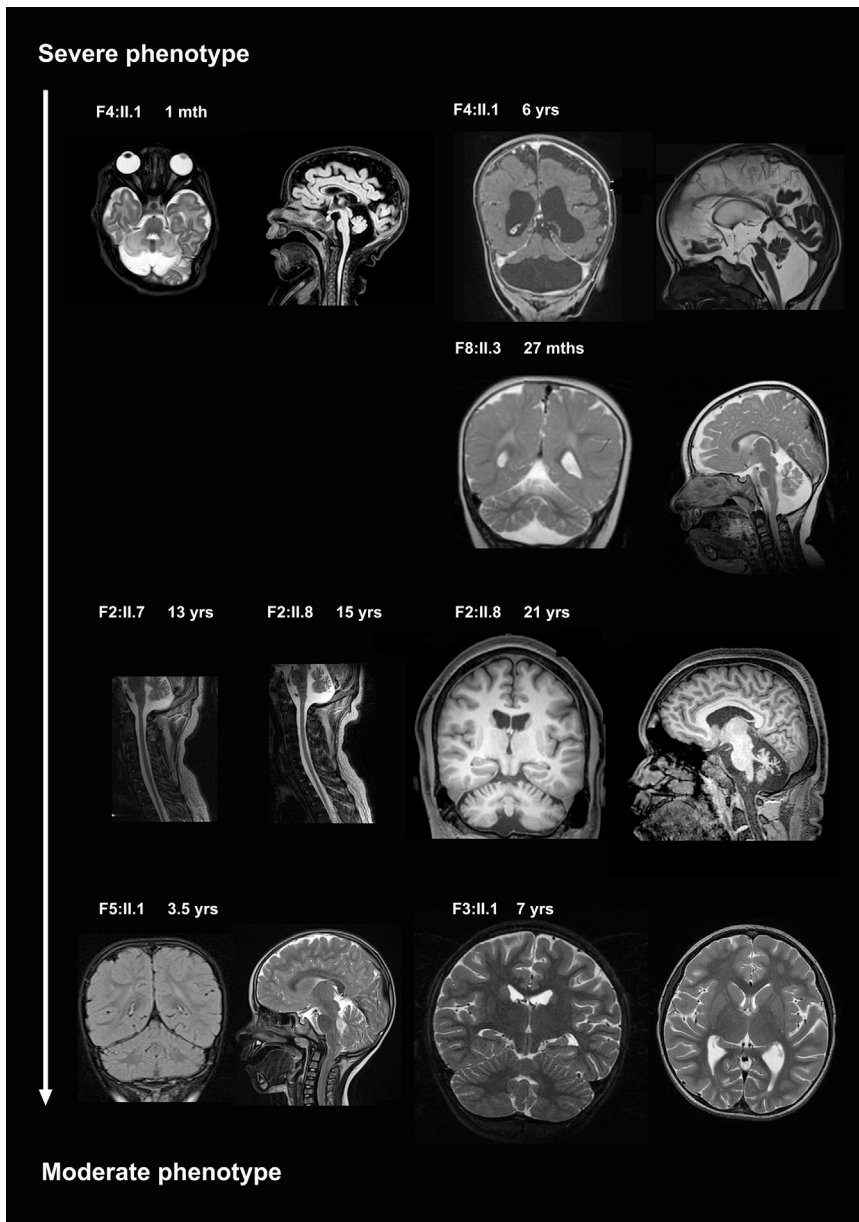 Severe phenotype
F4:II.1 1 mth
F4:II.1 6 yrs
F8:II.3 27 mths
F2:II.7 13 yrs
F2:II.8 15 yrs
F2:II.8 21 yrs
F5:II.1 3.5 yrs
F3:II.1 7 yrs
Moderate phenotype